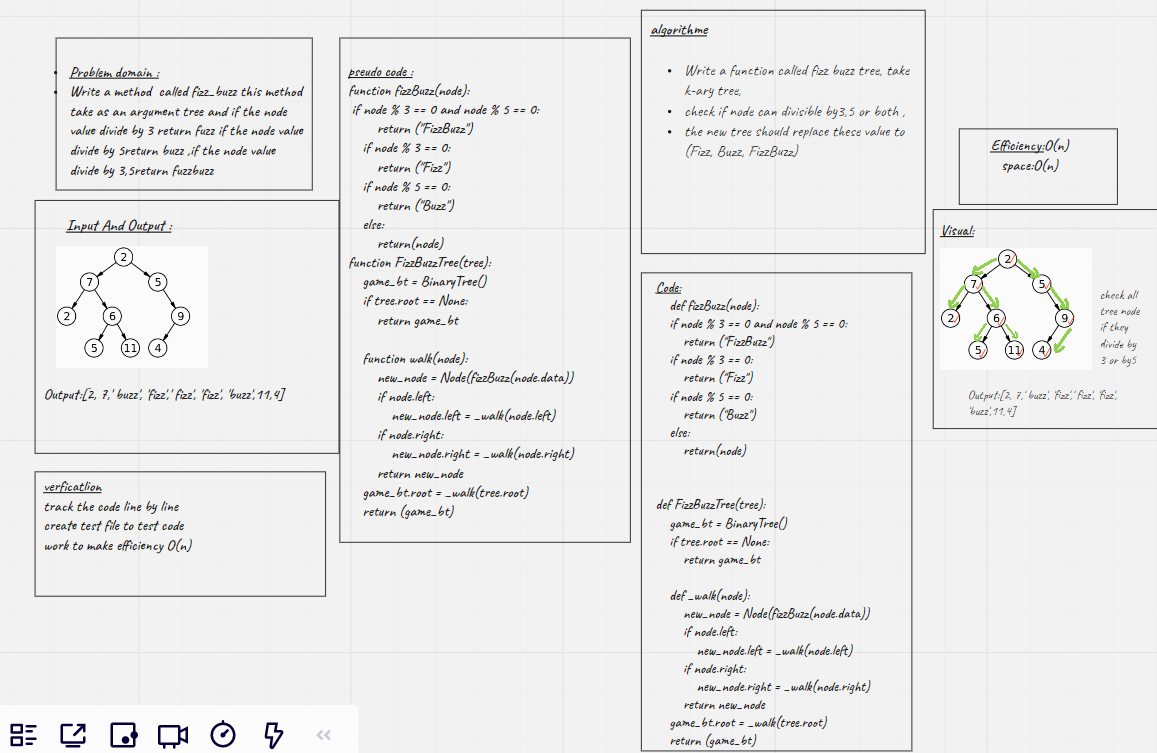 Problem domain :
Write a method called fizz_buzz this method
take as an argument tree and if the node
value divide by 3 return fuzz if the node value
divide by 5return buzz ,if the node value
divide by 3,5return fuzzbuzz
Input And Output :
2
7
5
2
6
9
5
11
4
Output:[2, 7,' buzz', 'fizz',' fizz', 'fizz', 'buzz',11,4]
verficatlion
track the code line by line
create test file to test code
work to make efficiency O(n)
pseudo code :
function fizzBuzz(node):
if node % 3 == 0 and node % 5 == 0:
return ("FizzBuzz")
if node % 3 == 0:
return ("Fizz")
if node % 5 == 0:
return ("Buzz")
else:
return(node)
function FizzBuzzTree(tree):
game_bt = BinaryTree()
if tree.root == None:
return game_bt
function walk(node):
new_node = Node(fizzBuzz(node.data))
if node.left:
new_node.left = _walk(node.left)
if node.right:
new_node.right = _walk(node.right)
return new_node
game_bt.root = _walk(tree.root)
return (game_bt)
algorithme
Write a function called fizz buzz tree, take
k-ary tree,
check if node can divisible by3,5 or both ,
the new tree should replace these value to
(Fizz, Buzz, FizzBuzz)
Code:
def fizzBuzz(node):
if node % 3 == 0 and node % 5 == 0:
return ("FizzBuzz")
if node % 3 == 0:
return ("Fizz")
if node % 5 == 0:
return ("Buzz")
else:
return(node)
def FizzBuzzTree(tree):
game_bt = BinaryTree()
if tree.root == None:
return game_bt
def _walk(node):
new_node = Node(fizzBuzz(node.data))
if node.left:
new_node.left = _walk(node.left)
if node.right:
new_node.right = _walk(node.right)
return new_node
game_bt.root = _walk(tree.root)
return (game_bt)
Efficiency:O(n)
space:O(n)
Visual:
2
7
5
2
6
9
5
11
4
check all
tree node
if they
divide by
3 or by5
Output:[2, 7,' buzz', 'fizz',' fizz', 'fizz',
'buzz',11,4]